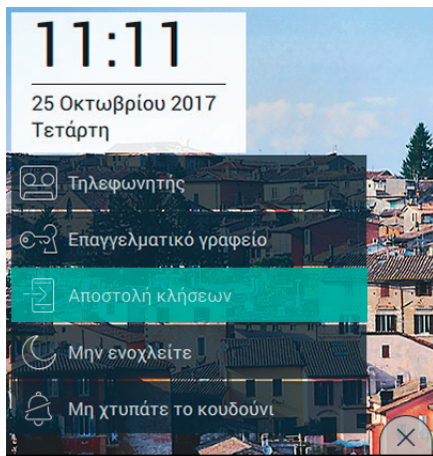 11:11
25 Οκτωβρίου 2017
Τετάρτη
Τηλεφωνητής
Επαγγελματικό γραφείο
Αποστολή κλήσεων
Μην ενοχλείτε
Μη χτυπάτε το κουδούνι